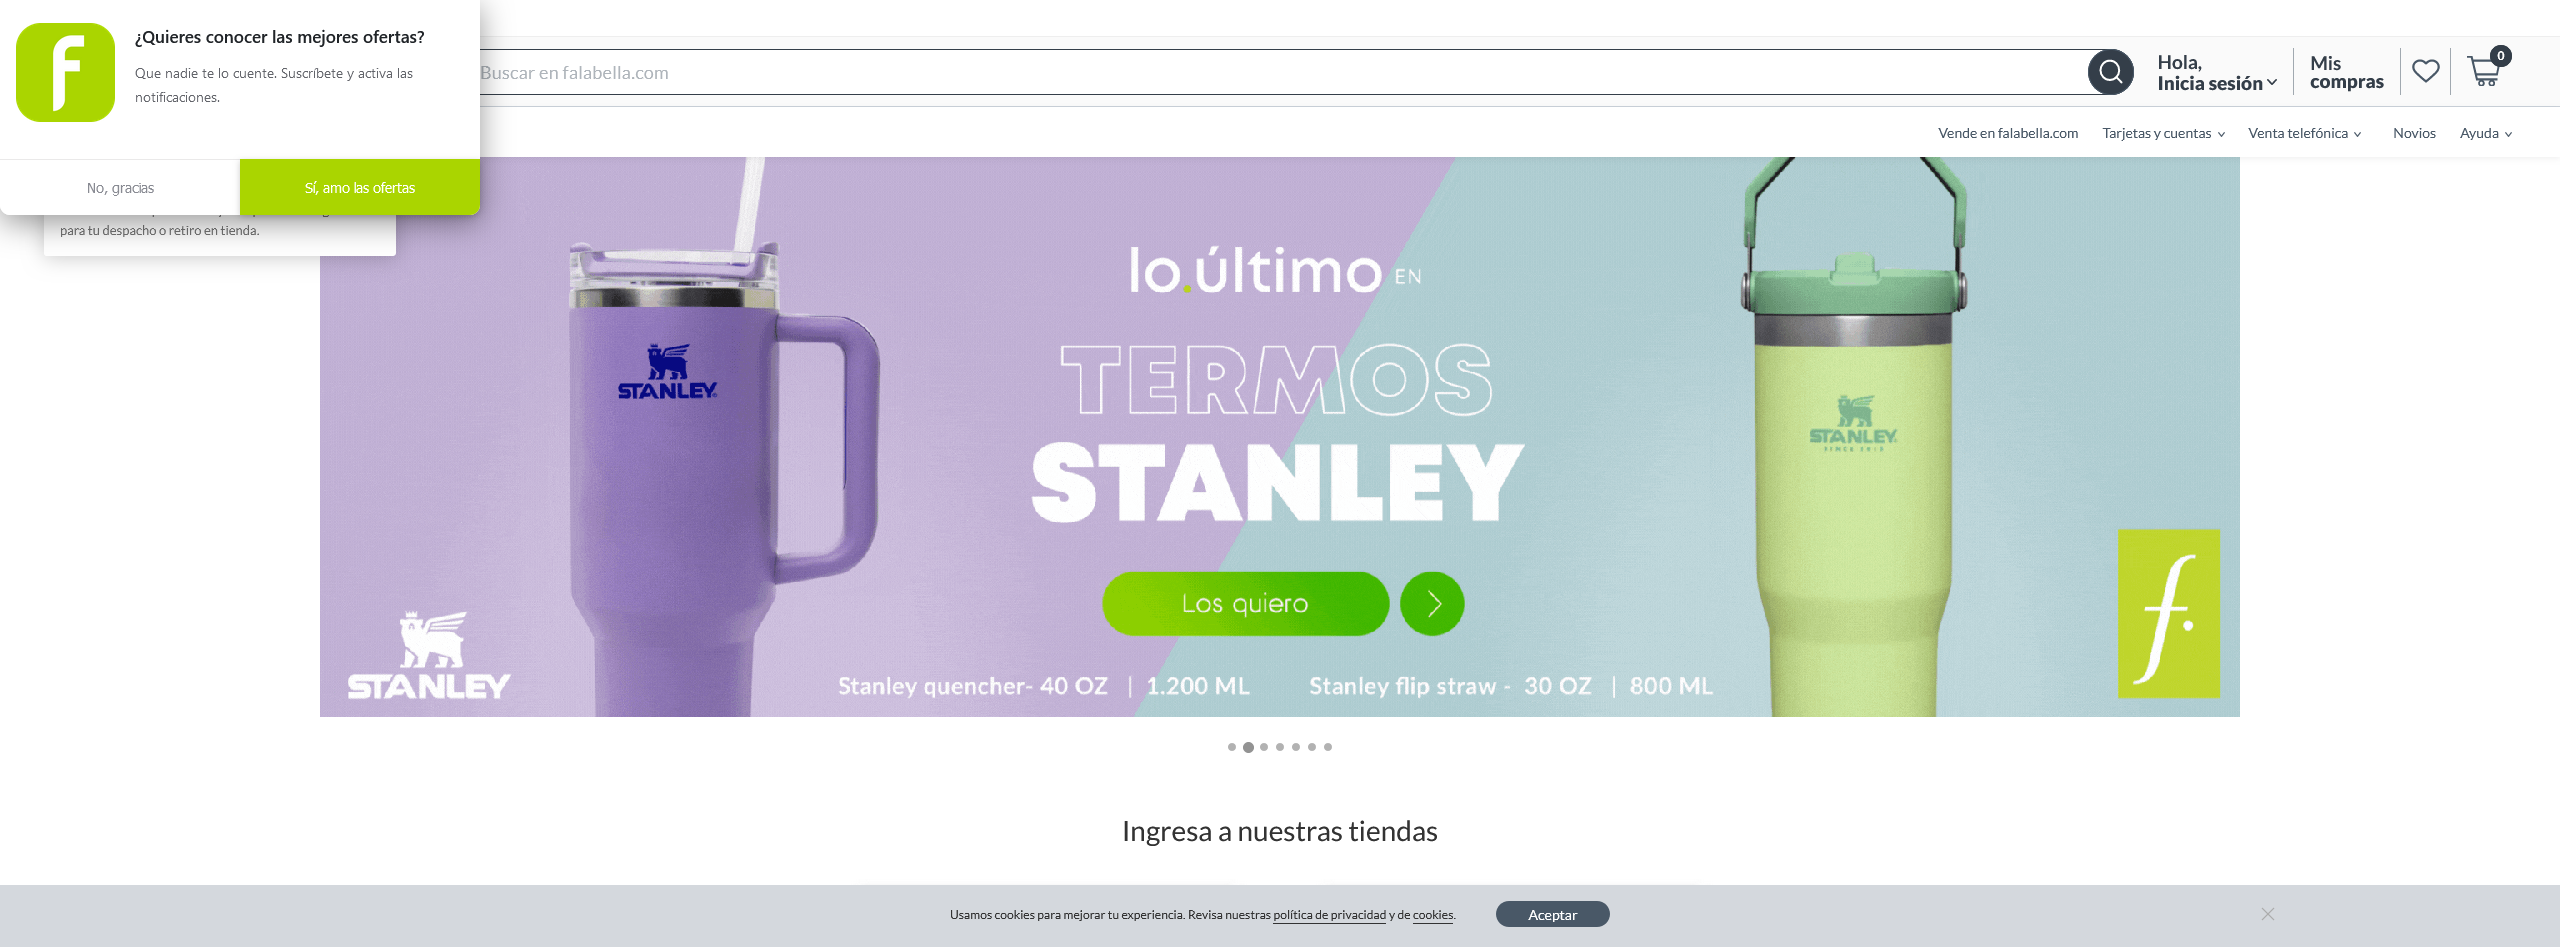 ¿Quieres conocer las mejores ofertas?
Que nadie te lo cuente. Suscríbete y activa las
notificaciones.
No, gracias
Sí, amo las ofertas
para tu despacho o retiro en tienda.
Buscar en falabella.com
Hola,
Inicia sesión
Mis
compras
0
Vende en falabella.com
Tarjetas y cuentas
Venta telefónica
Novios
Ayuda
lo.último EN
TERMOS
STANLEY
Los quiero
STANLEY
STANLEY
SINCE 1913
STANLEY
Stanley quencher- 40 OZ | 1.200 ML
Stanley flip straw - 30 OZ | 800 ML
f.
Ingresa a nuestras tiendas
Usamos cookies para mejorar tu experiencia. Revisa nuestras política de privacidad y de cookies.
Aceptar